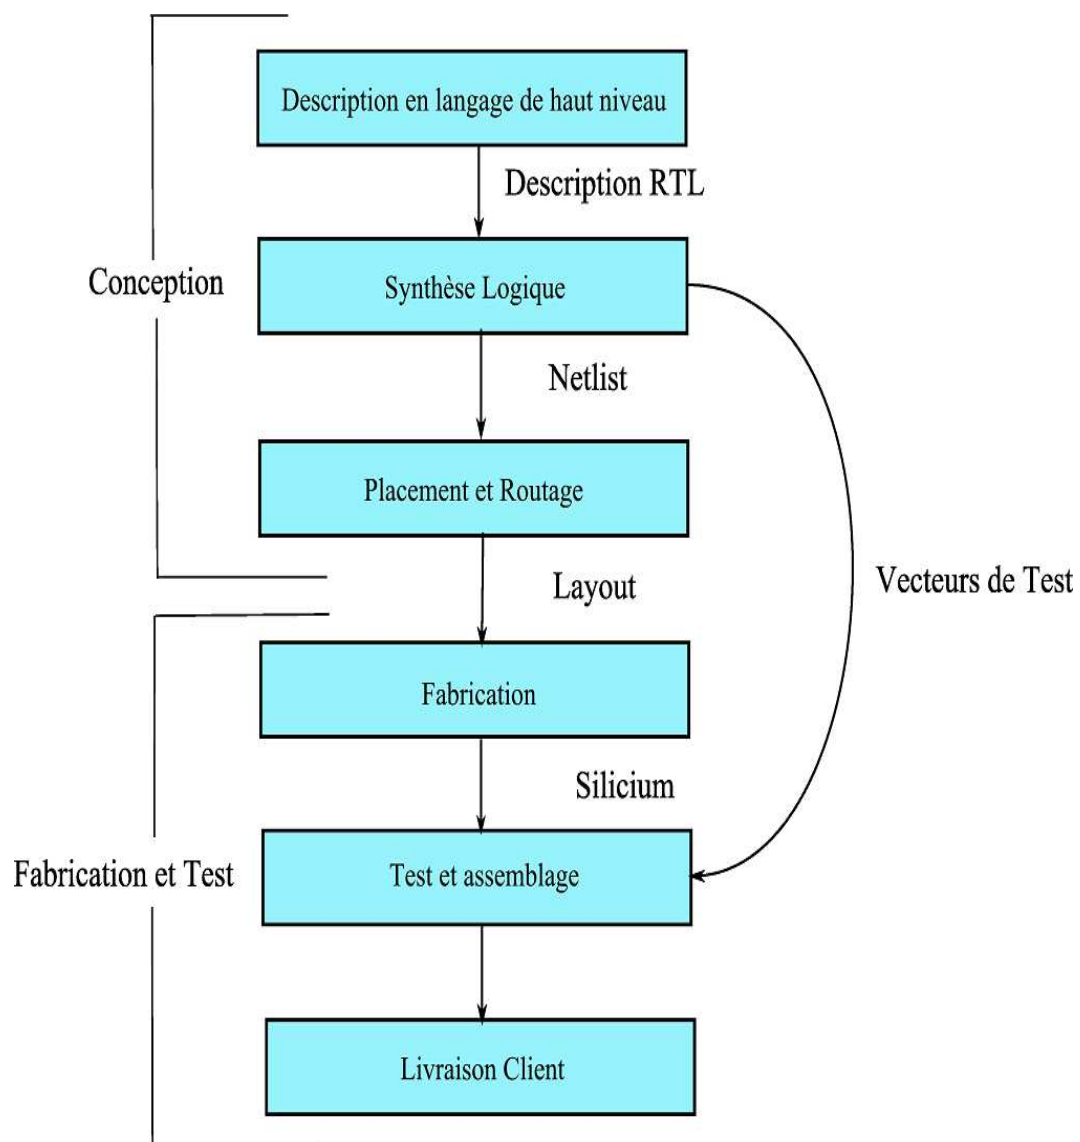 Description en langage de haut niveau
Description RTL
Conception
Synthèse Logique
Netlist
Placement et Routage
Layout
Vecteurs de Test
Fabrication
Silicium
Fabrication et Test
Test et assemblage
Livraison Client